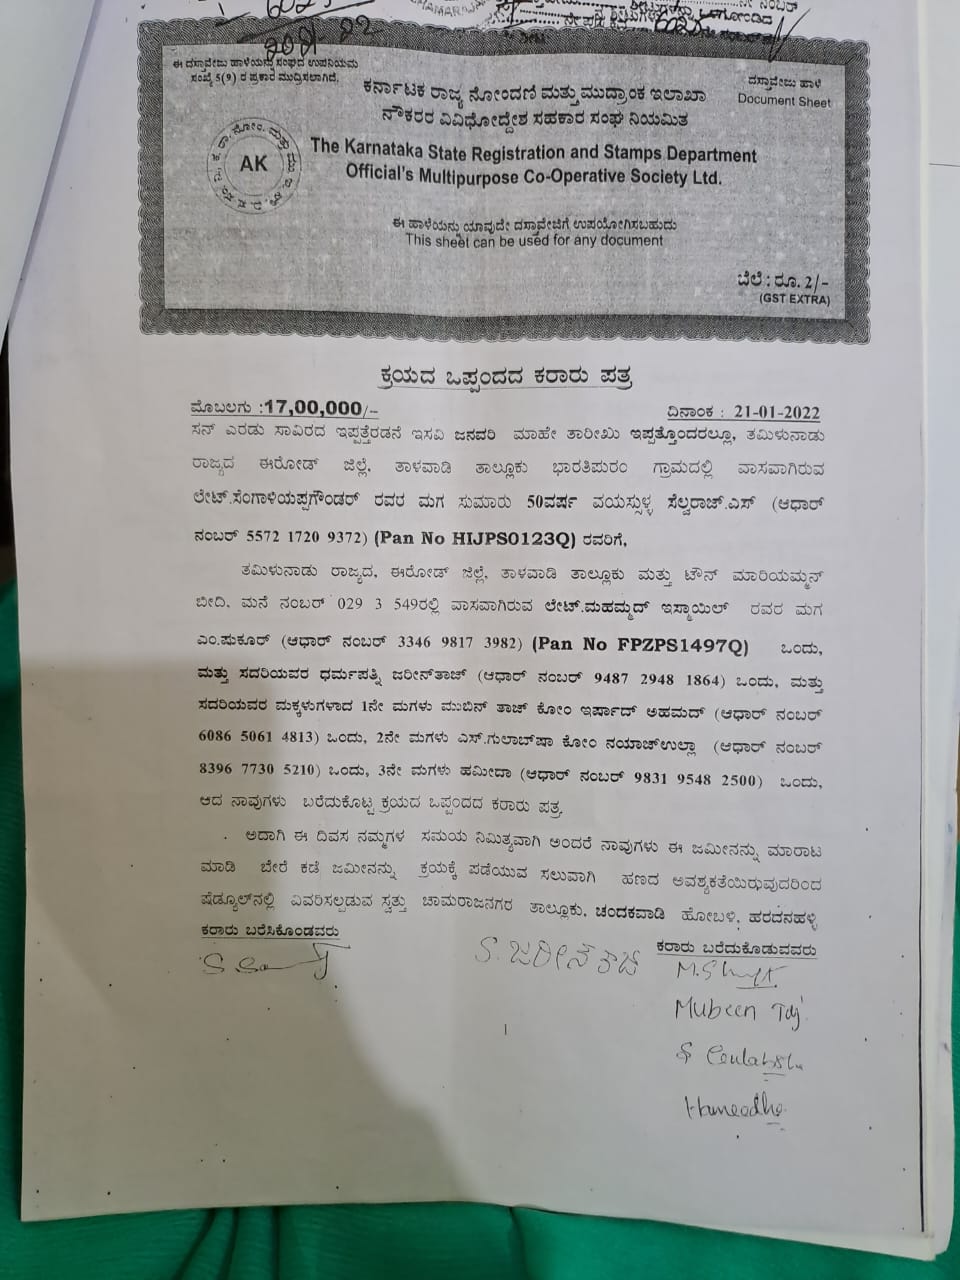 ಈ ದಸ್ತಾವೇಜು ಹಾಳೆಯನ್ನು ಸಂಘದ ಉಪನಿಯಮ
ಸಂಖ್ಯೆ 5(9) ರ ಪ್ರಕಾರ ಮುದ್ರಿಸಲಾಗಿದೆ.
ದಸ್ತಾವೇಜು ಹಾಳೆ
Document Sheet
ಕರ್ನಾಟಕ ರಾಜ್ಯ ನೋಂದಣಿ ಮತ್ತು ಮುದ್ರಾಂಕ ಇಲಾಖಾ
ನೌಕರರ ವಿವಿಧೋದ್ದೇಶ ಸಹಕಾರ ಸಂಘ ನಿಯಮಿತ
AK
The Karnataka State Registration and Stamps Department
Official's Multipurpose Co-Operative Society Ltd.
ಈ ಹಾಳೆಯನ್ನು ಯಾವುದೇ ದಸ್ತಾವೇಜಿಗೆ ಉಪಯೋಗಿಸಬಹುದು
This sheet can be used for any document
ಬೆಲೆ : ರೂ. 2/-
(GST EXTRA)
ಕ್ರಯದ ಒಪ್ಪಂದದ ಕರಾರು ಪತ್ರ
ಮೊಬಲಗು :17,00,000/- ದಿನಾಂಕ : 21-01-2022
ಸನ್ ಎರಡು ಸಾವಿರದ ಇಪ್ಪತ್ತೆರಡನೆ ಇಸವಿ ಜನವರಿ ಮಾಹೇ ತಾರೀಖು ಇಪ್ಪತ್ತೊಂದರಲ್ಲೂ, ತಮಿಳುನಾಡು
ರಾಜ್ಯದ ಈರೋಡ್ ಜಿಲ್ಲೆ, ತಾಳವಾಡಿ ತಾಲ್ಲೂಕು ಭಾರತಿಪುರಂ ಗ್ರಾಮದಲ್ಲಿ ವಾಸವಾಗಿರುವ
ಲೇಟ್.ಸೆಂಗಾಳಿಯಪ್ಪಗೌಂಡರ್ ರವರ ಮಗ ಸುಮಾರು 50ವರ್ಷ ವಯಸ್ಸುಳ್ಳ ಸೆಲ್ವರಾಜ್.ಎಸ್ (ಆಧಾರ್
ನಂಬರ್ 5572 1720 9372) (Pan No HIJPS0123Q) ರವರಿಗೆ,
ತಮಿಳುನಾಡು ರಾಜ್ಯದ, ಈರೋಡ್ ಜಿಲ್ಲೆ, ತಾಳವಾಡಿ ತಾಲ್ಲೂಕು ಮತ್ತು ಟೌನ್ ಮಾರಿಯಮ್ಮನ್
ಬೀದಿ, ಮನೆ ನಂಬರ್ 029 3 549ರಲ್ಲಿ ವಾಸವಾಗಿರುವ ಲೇಟ್.ಮಹಮ್ಮದ್ ಇಸ್ಮಾಯಿಲ್ ರವರ ಮಗ
ಎಂ.ಷುಕೂರ್ (ಆಧಾರ್ ನಂಬರ್ 3346 9817 3982) (Pan No FPZPS1497Q) ಒಂದು,
ಮತ್ತು ಸದರಿಯವರ ಧರ್ಮಪತ್ನಿ ಜರೀನ್‌ತಾಜ್ (ಆಧಾರ್ ನಂಬರ್ 9487 2948 1864) ಒಂದು, ಮತ್ತು
ಸದರಿಯವರ ಮಕ್ಕಳುಗಳಾದ 1ನೇ ಮಗಳು ಮುಬಿನ್ ತಾಜ್ ಕೋಂ ಇರ್ಷಾದ್ ಅಹಮದ್ (ಆಧಾರ್ ನಂಬರ್
6086 5061 4813) ಒಂದು, 2ನೇ ಮಗಳು ಎಸ್.ಗುಲಾಬ್‌ಷಾ ಕೋಂ ನಯಾಜ್‌ಉಲ್ಲಾ (ಆಧಾರ್ ನಂಬರ್
8396 7730 5210) ಒಂದು, 3ನೇ ಮಗಳು ಹಮೀದಾ (ಆಧಾರ್ ನಂಬರ್ 9831 9548 2500) ಒಂದು,
ಆದ ನಾವುಗಳು ಬರೆದುಕೊಟ್ಟ ಕ್ರಯದ ಒಪ್ಪಂದದ ಕರಾರು ಪತ್ರ.
ಅದಾಗಿ ಈ ದಿವಸ ನಮ್ಮಗಳ ಸಮಯ ನಿಮಿತ್ಯವಾಗಿ ಅಂದರೆ ನಾವುಗಳು ಈ ಜಮೀನನ್ನು ಮಾರಾಟ
ಮಾಡಿ ಬೇರೆ ಕಡೆ ಜಮೀನನ್ನು ಕ್ರಯಕ್ಕೆ ಪಡೆಯುವ ಸಲುವಾಗಿ ಹಣದ ಅವಶ್ಯಕತೆಯಿರುವುದರಿಂದ
ಷೆಡ್ಯೂಲ್‌ನಲ್ಲಿ ವಿವರಿಸಲ್ಪಡುವ ಸ್ವತ್ತು ಚಾಮರಾಜನಗರ ತಾಲ್ಲೂಕು, ಚಂದಕವಾಡಿ ಹೋಬಳಿ, ಹರದನಹಳ್ಳಿ
ಕರಾರು ಬರೆಸಿಕೊಂಡವರು ಕರಾರು ಬರೆದುಕೊಡುವವರು
S. ಜರೀನತಾಜ
Mubeen Taj
Hameedha
1